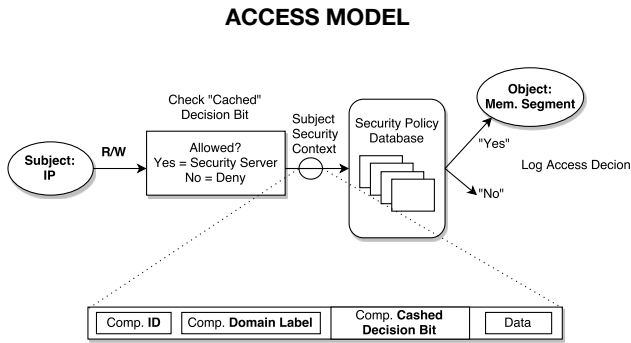 ACCESS MODEL
Check "Cached"
Decision Bit
Subject:
IP
R/W
Allowed?
Yes = Security Server
No = Deny
Subject
Security
Context
Security Policy
Database
Object:
Mem. Segment
"Yes"
"No"
Log Access Decion
Comp. ID
Comp. Domain Label
Comp. Cashed
Decision Bit
Data